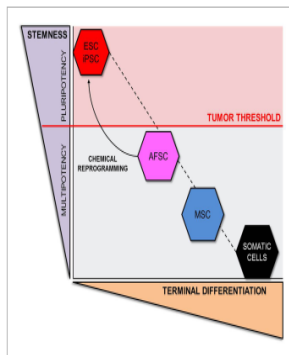 STEMNESS
PLURIPOTENCY
MULTIPOTENCY
ESC
iPSC
TUMOR THRESHOLD
CHEMICAL
REPROGRAMMING
AFSC
MSC
SOMATIC
CELLS
TERMINAL DIFFERENTIATION